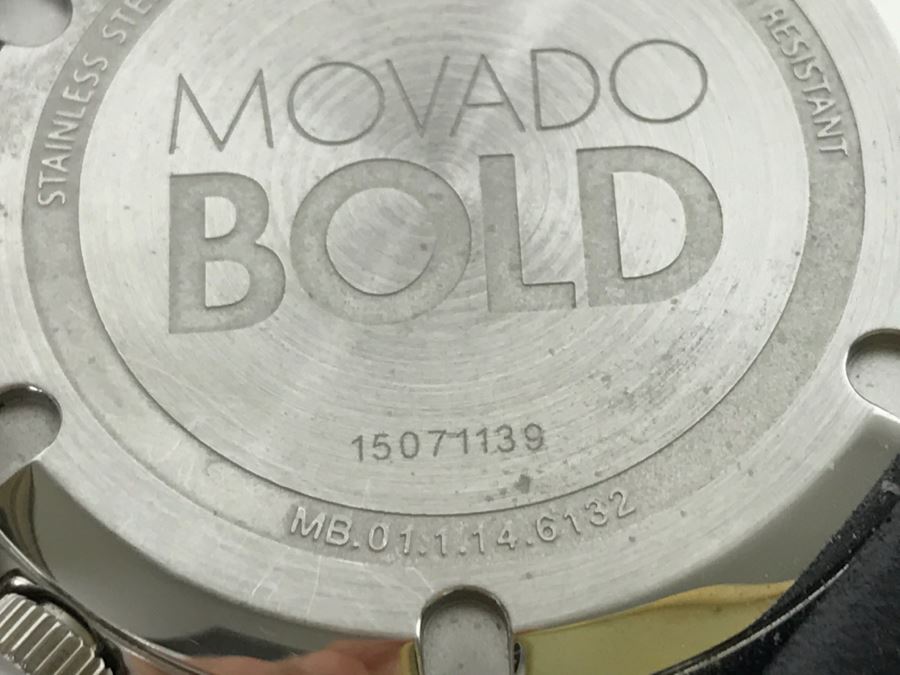 STAINLESS STE
RESISTANT
MOVADO
BOLD
15071139
MB.01.1.14.6132